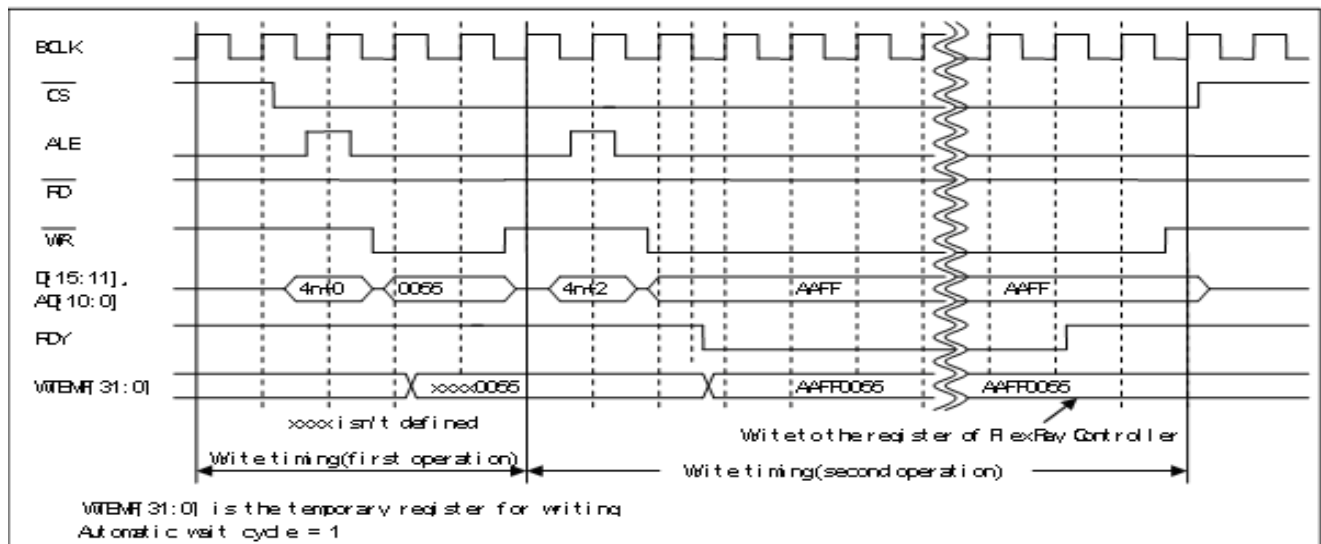 BCLK
CS
ALE
RD
WR
D[15:11],
AD[10:0]
4n+0
0055
4n+2
AAFF
AAFF
RDY
WTEMP[31:0]
xxxx0055
AAFF0055
AAFF0055
xxxx isn't defined
Write to the register of FlexRay Controller
Write timing(first operation)
Write timing(second operation)
WTEMP[31:0] is the temporary register for writing
Automatic wait cycle = 1